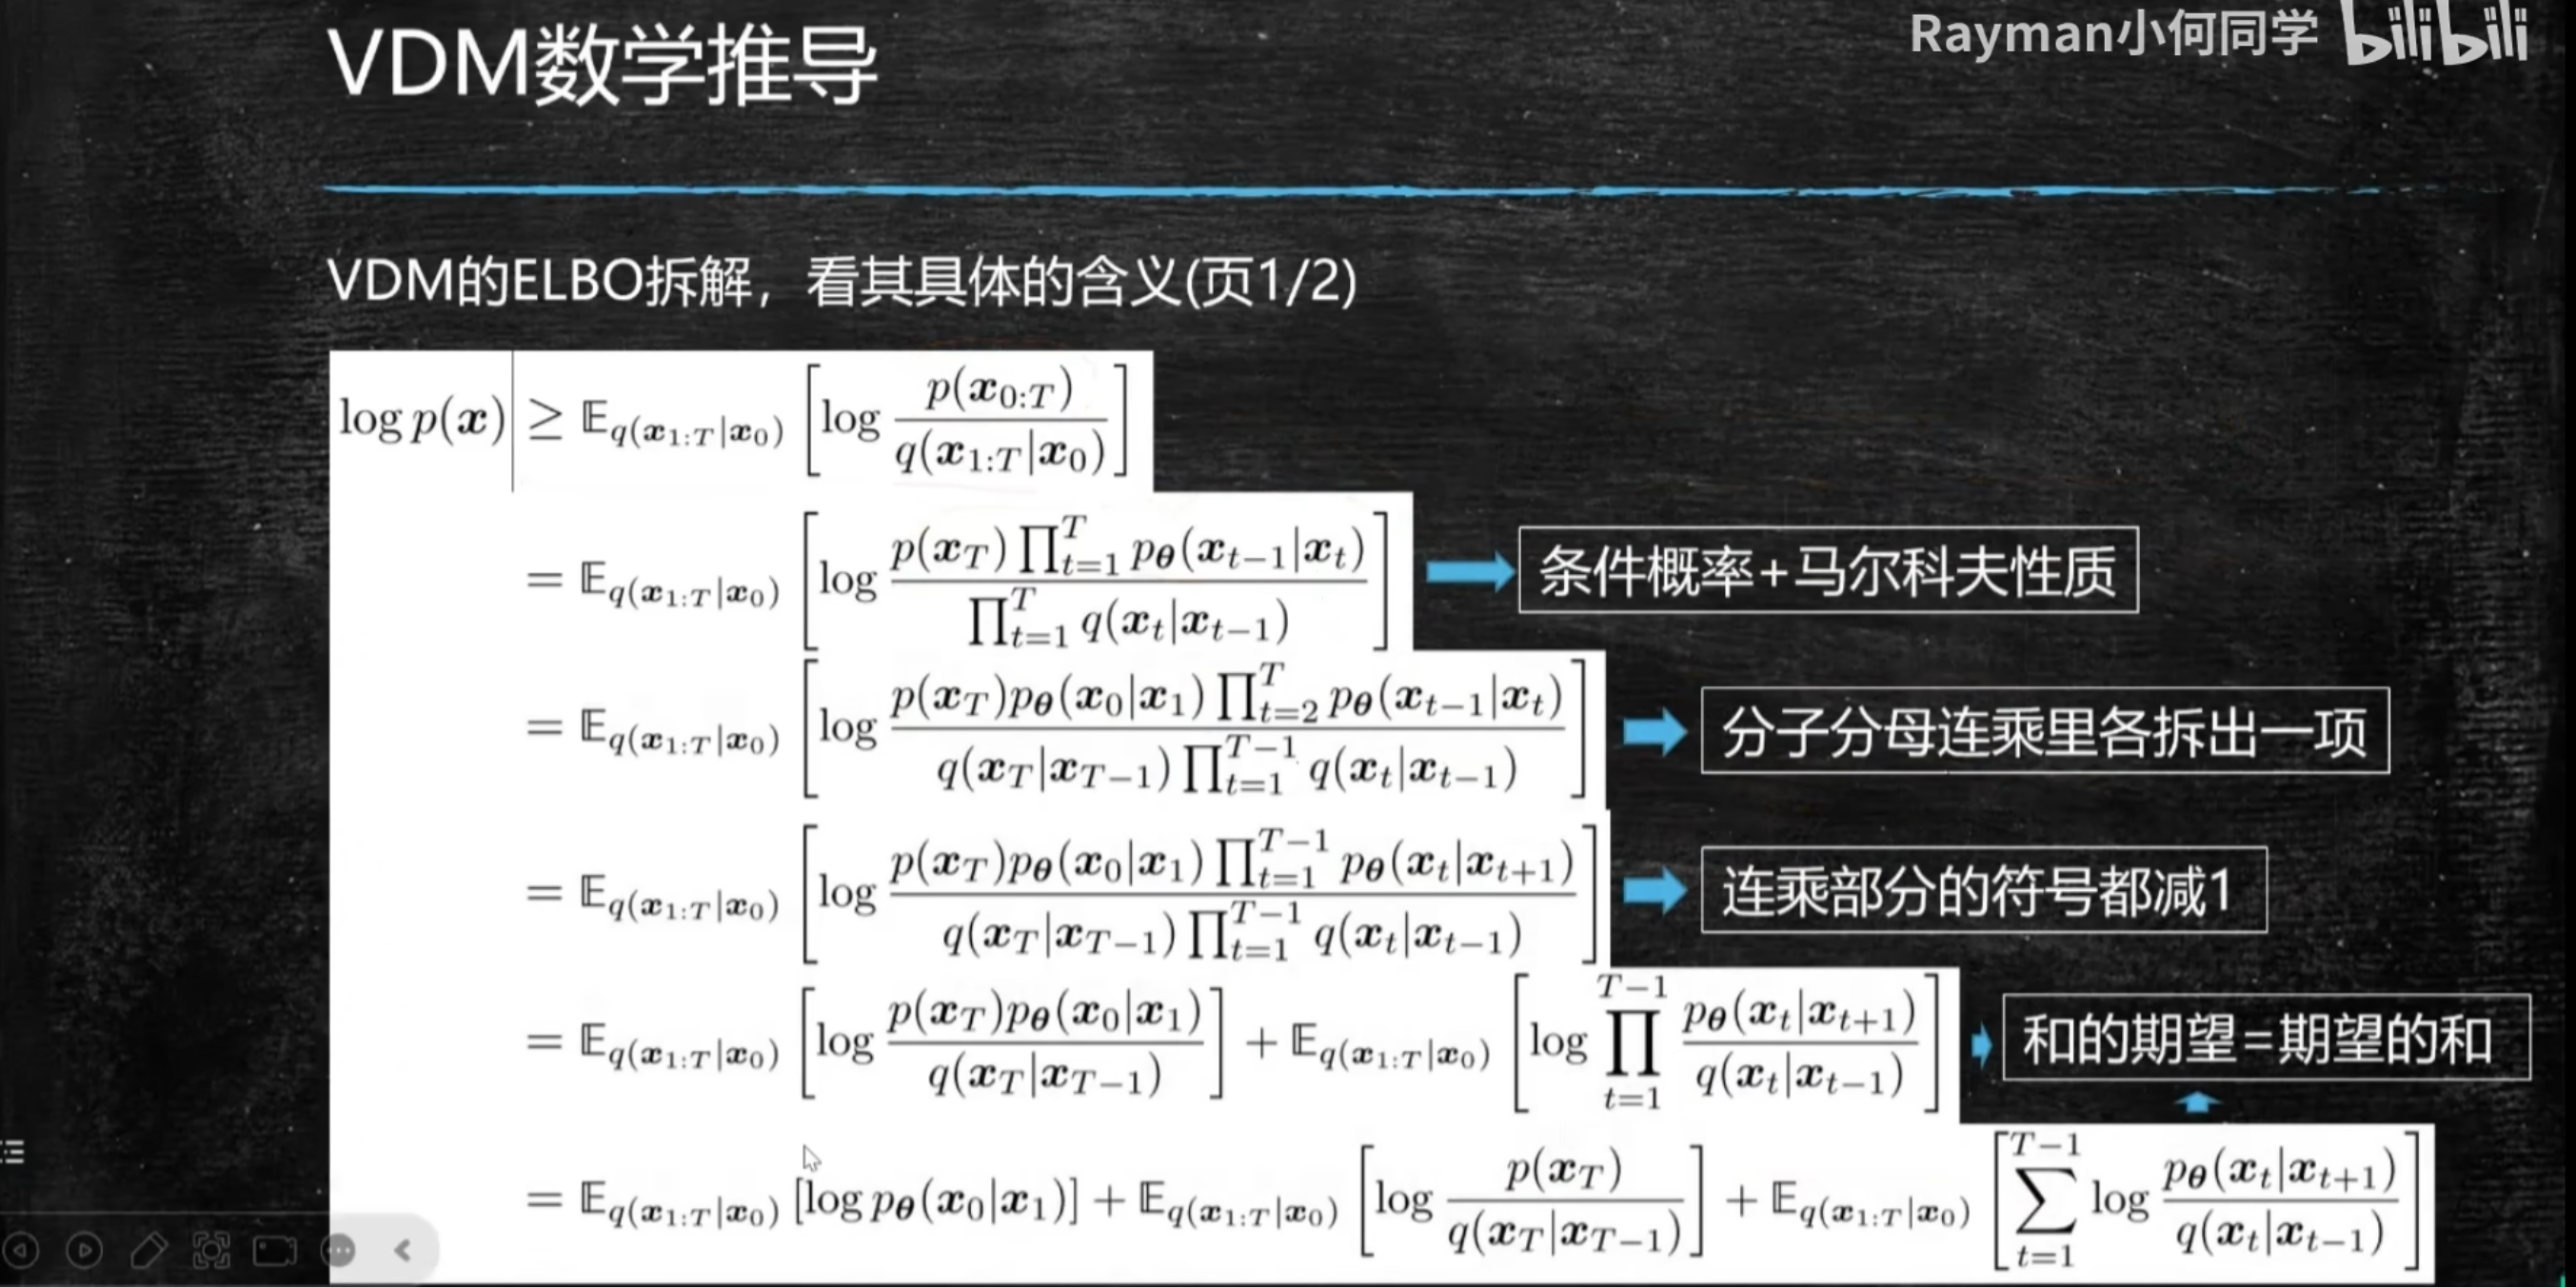 Rayman小何同学 bilibili
VDM数学推导
VDM的ELBO拆解，看其具体的含义(页1/2)
$\log p(\boldsymbol{x}) \geq \mathbb{E}_{q(\boldsymbol{x}_{1:T}|\boldsymbol{x}_0)} \left[ \log \frac{p(\boldsymbol{x}_{0:T})}{q(\boldsymbol{x}_{1:T}|\boldsymbol{x}_0)} \right]$
$= \mathbb{E}_{q(\boldsymbol{x}_{1:T}|\boldsymbol{x}_0)} \left[ \log \frac{p(\boldsymbol{x}_T) \prod_{t=1}^{T} p_{\boldsymbol{\theta}}(\boldsymbol{x}_{t-1}|\boldsymbol{x}_t)}{\prod_{t=1}^{T} q(\boldsymbol{x}_t|\boldsymbol{x}_{t-1})} \right]$ 条件概率+马尔科夫性质
$= \mathbb{E}_{q(\boldsymbol{x}_{1:T}|\boldsymbol{x}_0)} \left[ \log \frac{p(\boldsymbol{x}_T) p_{\boldsymbol{\theta}}(\boldsymbol{x}_0|\boldsymbol{x}_1) \prod_{t=2}^{T} p_{\boldsymbol{\theta}}(\boldsymbol{x}_{t-1}|\boldsymbol{x}_t)}{q(\boldsymbol{x}_T|\boldsymbol{x}_{T-1}) \prod_{t=1}^{T-1} q(\boldsymbol{x}_t|\boldsymbol{x}_{t-1})} \right]$ 分子分母连乘里各拆出一项
$= \mathbb{E}_{q(\boldsymbol{x}_{1:T}|\boldsymbol{x}_0)} \left[ \log \frac{p(\boldsymbol{x}_T) p_{\boldsymbol{\theta}}(\boldsymbol{x}_0|\boldsymbol{x}_1) \prod_{t=1}^{T-1} p_{\boldsymbol{\theta}}(\boldsymbol{x}_t|\boldsymbol{x}_{t+1})}{q(\boldsymbol{x}_T|\boldsymbol{x}_{T-1}) \prod_{t=1}^{T-1} q(\boldsymbol{x}_t|\boldsymbol{x}_{t-1})} \right]$ 连乘部分的符号都减1
$= \mathbb{E}_{q(\boldsymbol{x}_{1:T}|\boldsymbol{x}_0)} \left[ \log \frac{p(\boldsymbol{x}_T) p_{\boldsymbol{\theta}}(\boldsymbol{x}_0|\boldsymbol{x}_1)}{q(\boldsymbol{x}_T|\boldsymbol{x}_{T-1})} \right] + \mathbb{E}_{q(\boldsymbol{x}_{1:T}|\boldsymbol{x}_0)} \left[ \log \prod_{t=1}^{T-1} \frac{p_{\boldsymbol{\theta}}(\boldsymbol{x}_t|\boldsymbol{x}_{t+1})}{q(\boldsymbol{x}_t|\boldsymbol{x}_{t-1})} \right]$ 和的期望=期望的和
$= \mathbb{E}_{q(\boldsymbol{x}_{1:T}|\boldsymbol{x}_0)} [\log p_{\boldsymbol{\theta}}(\boldsymbol{x}_0|\boldsymbol{x}_1)] + \mathbb{E}_{q(\boldsymbol{x}_{1:T}|\boldsymbol{x}_0)} \left[ \log \frac{p(\boldsymbol{x}_T)}{q(\boldsymbol{x}_T|\boldsymbol{x}_{T-1})} \right] + \mathbb{E}_{q(\boldsymbol{x}_{1:T}|\boldsymbol{x}_0)} \left[ \sum_{t=1}^{T-1} \log \frac{p_{\boldsymbol{\theta}}(\boldsymbol{x}_t|\boldsymbol{x}_{t+1})}{q(\boldsymbol{x}_t|\boldsymbol{x}_{t-1})} \right]$